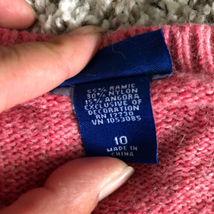 55% RAMIE
30% NYLON
15% ANGORA
EXCLUSIVE OF
DECORATION
RN 17730
VN 1053085
10
MADE IN
CHINA